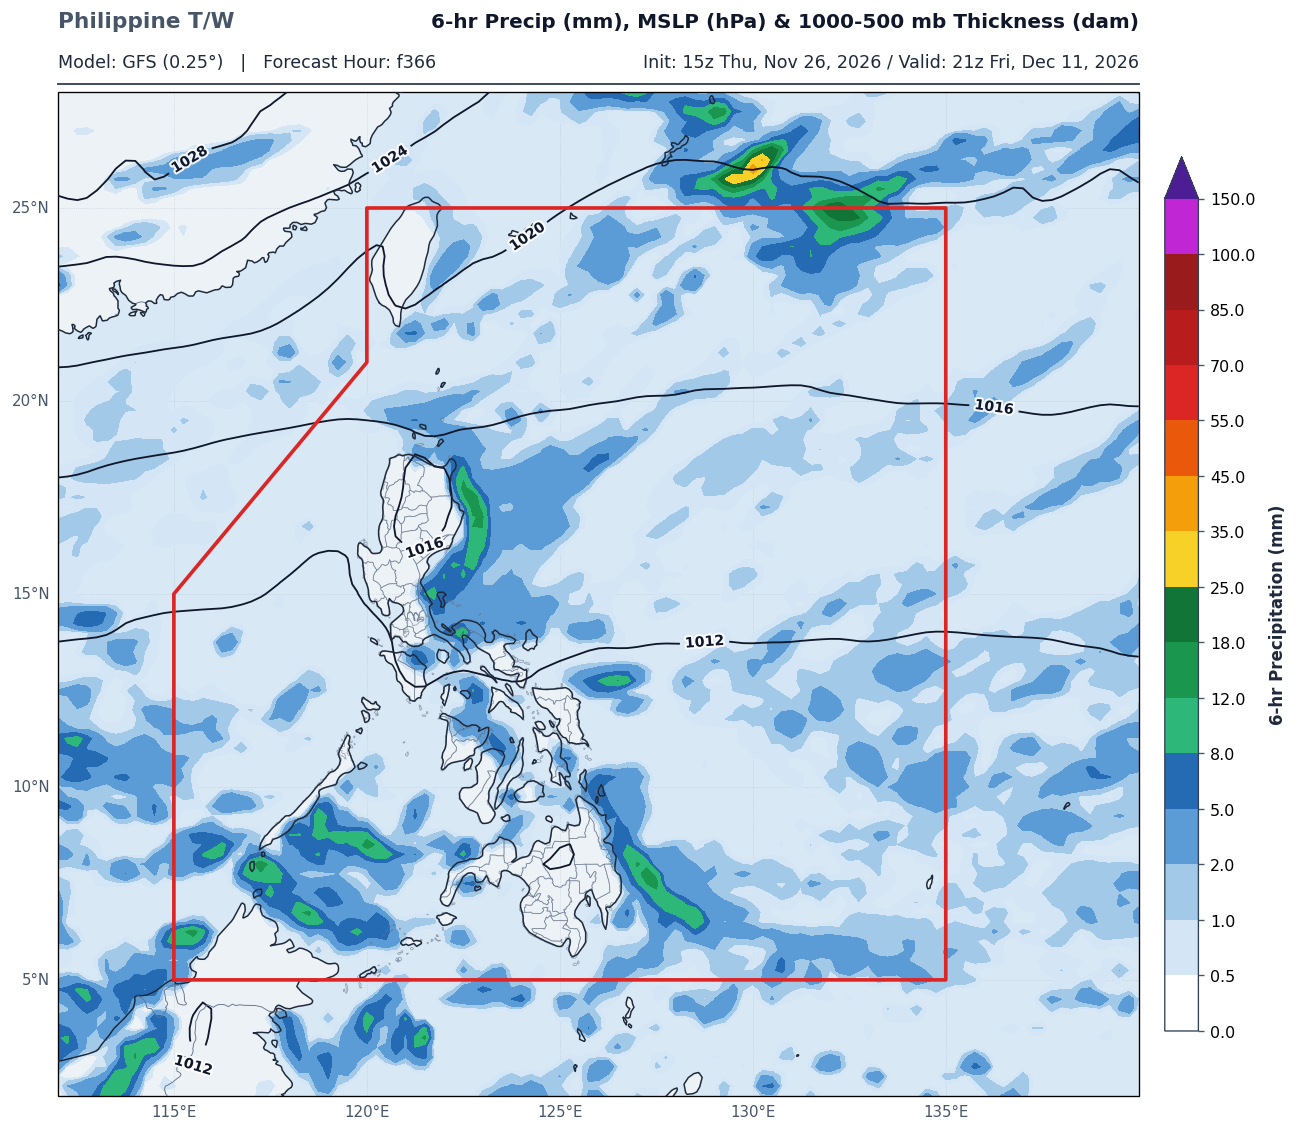 Philippine T/W
6-hr Precip (mm), MSLP (hPa) & 1000-500 mb Thickness (dam)
Model: GFS (0.25°) | Forecast Hour: f366
Init: 15z Thu, Nov 26, 2026 / Valid: 21z Fri, Dec 11, 2026
1028
1024
1020
1016
1016
1012
1012
25°N
20°N
15°N
10°N
5°N
115°E
120°E
125°E
130°E
135°E
150.0
100.0
85.0
70.0
55.0
45.0
35.0
25.0
18.0
12.0
8.0
5.0
2.0
1.0
0.5
0.0
6-hr Precipitation (mm)